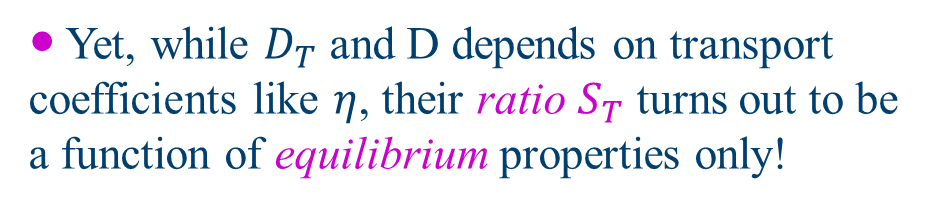 • Yet, while D_T and D depends on transport
coefficients like η, their ratio S_T turns out to be
a function of equilibrium properties only!